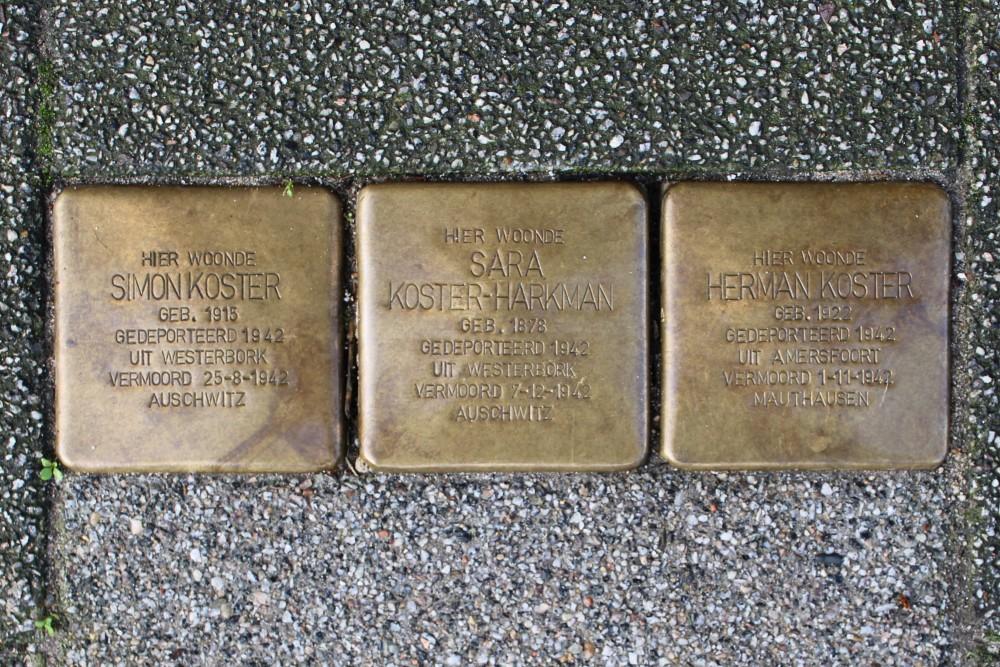 HIER WOONDE
SIMON KOSTER
GEB. 1915
GEDEPORTEERD 1942
UIT WESTERBORK
VERMOORD 25-8-1942
AUSCHWITZ
HIER WOONDE
SARA
KOSTER-HARKMAN
GEB. 1878
GEDEPORTEERD 1942
UIT WESTERBORK
VERMOORD 7-12-1942
AUSCHWITZ
HIER WOONDE
HERMAN KOSTER
GEB. 1922
GEDEPORTEERD 1942
UIT AMERSFOORT
VERMOORD 1-11-1942
MAUTHAUSEN